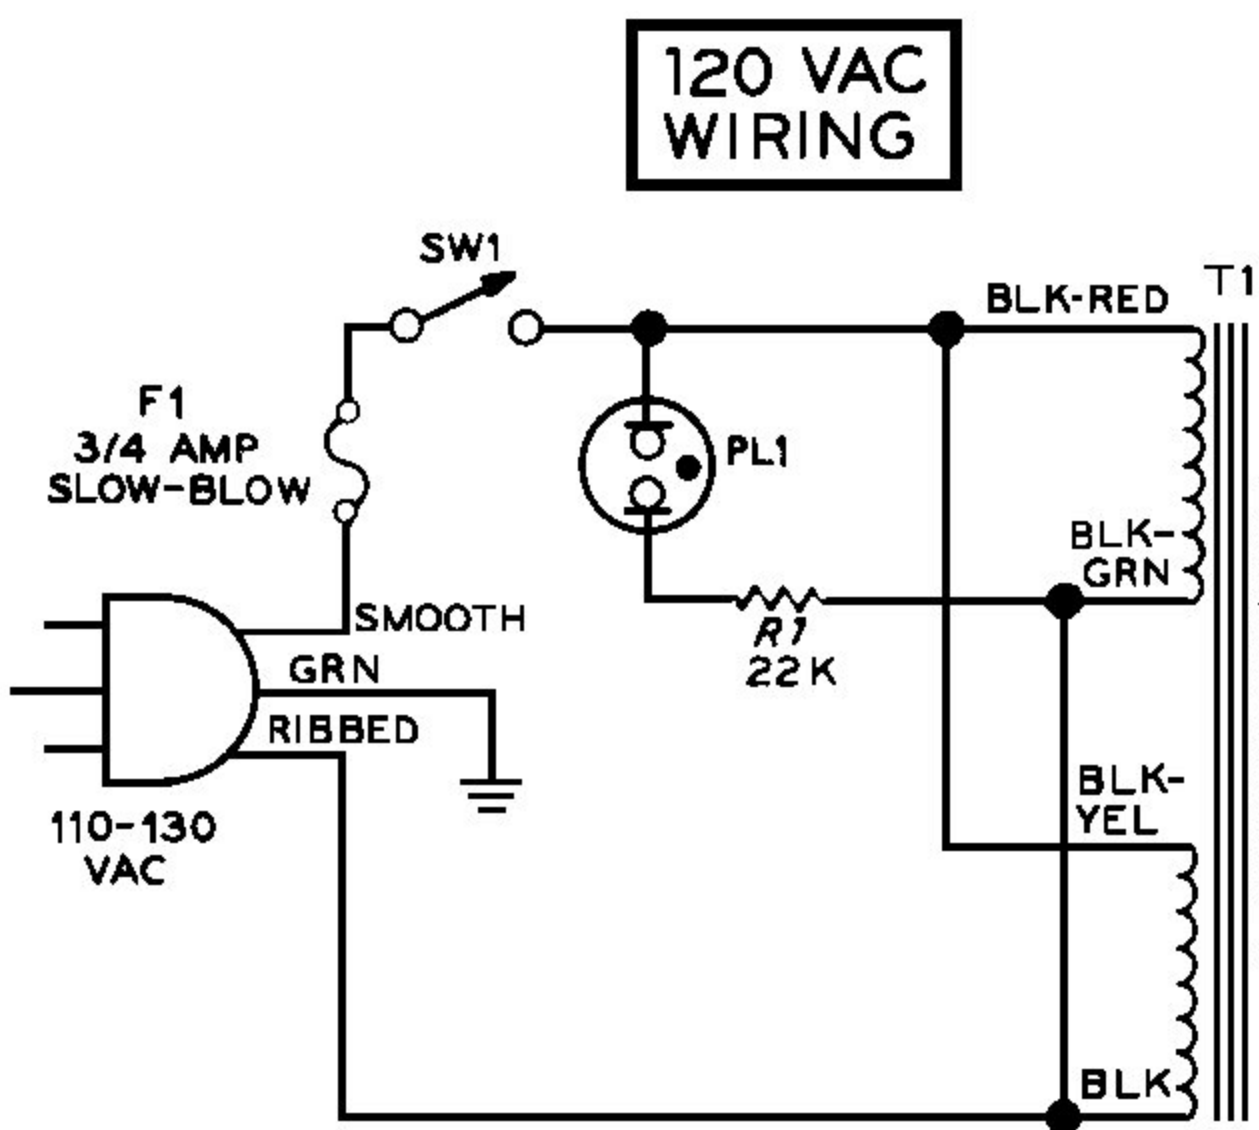 120 VAC
WIRING
SW1
T1
BLK-RED
F1
3/4 AMP
SLOW-BLOW
PL1
BLK-
GRN
SMOOTH
R1
22K
GRN
RIBBED
110-130
VAC
BLK-
YEL
BLK